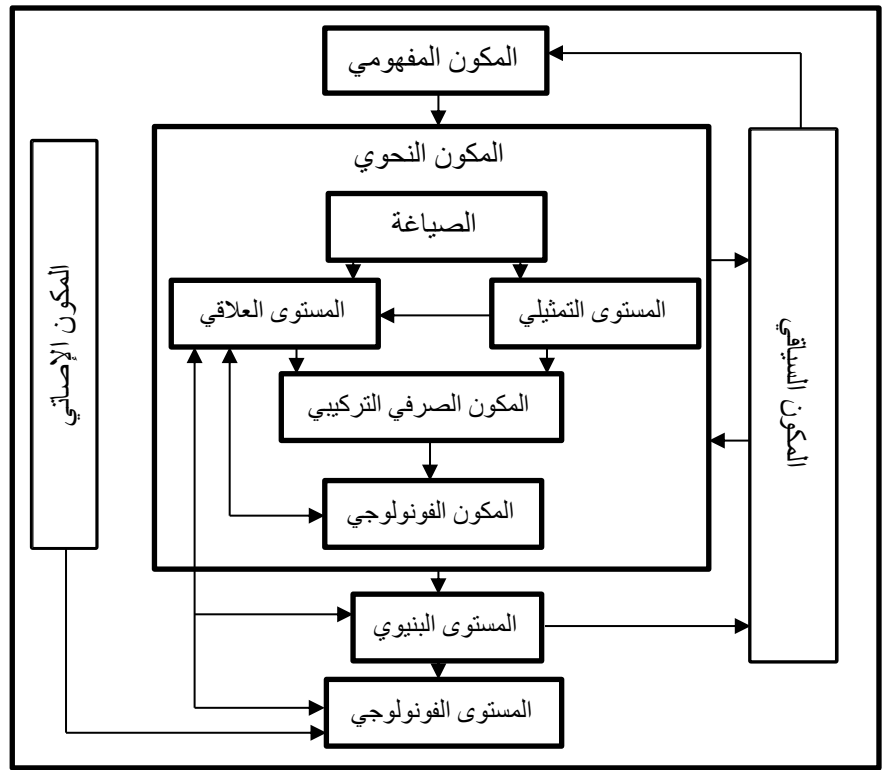 المكون المفهومي
المكون النحوي
الصياغة
المستوى التمثيلي
المستوى العلاقي
المكون الصرفي التركيبي
المكون الفونولوجي
المستوى البنيوي
المستوى الفونولوجي
المكون السياقي
المكون الإصاتي